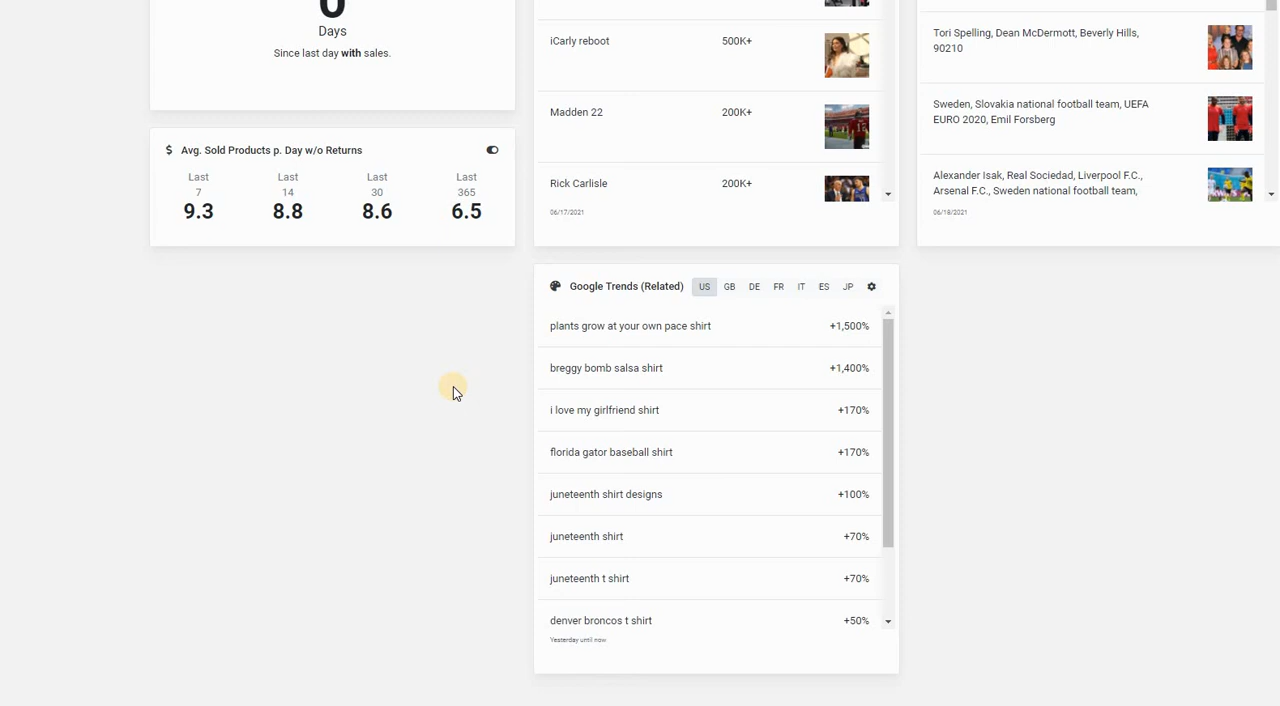 0
Days
Since last day with sales.
$ Avg. Sold Products p. Day w/o Returns
Last Last Last Last
7 14 30 365
9.3 8.8 8.6 6.5
iCarly reboot 500K+
Madden 22 200K+
Rick Carlisle 200K+
06/17/2021
Tori Spelling, Dean McDermott, Beverly Hills,
90210
Sweden, Slovakia national football team, UEFA
EURO 2020, Emil Forsberg
Alexander Isak, Real Sociedad, Liverpool F.C.,
Arsenal F.C., Sweden national football team,
06/18/2021
Google Trends (Related) US GB DE FR IT ES JP
plants grow at your own pace shirt +1,500%
breggy bomb salsa shirt +1,400%
i love my girlfriend shirt +170%
florida gator baseball shirt +170%
juneteenth shirt designs +100%
juneteenth shirt +70%
juneteenth t shirt +70%
denver broncos t shirt +50%
Yesterday until now